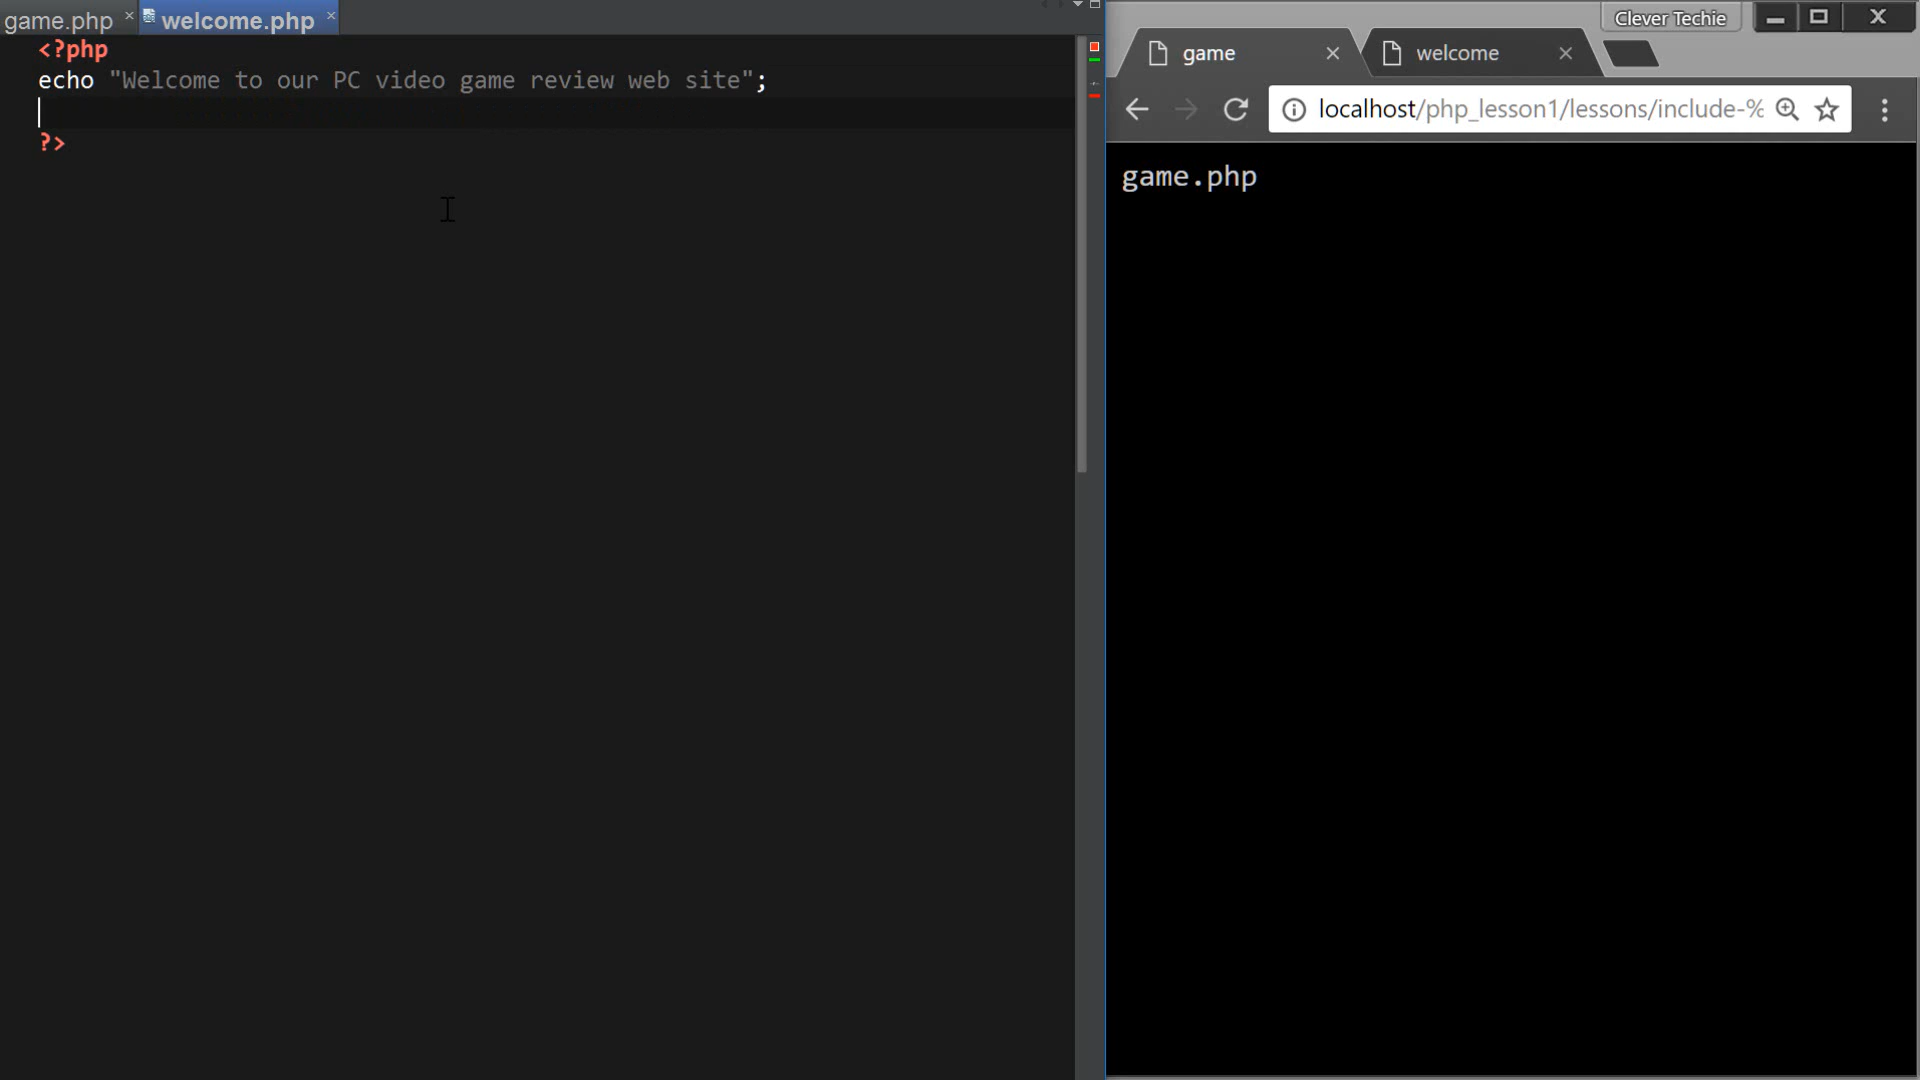 game.php
welcome.php
<?php
echo "Welcome to our PC video game review web site";
?>
Clever Techie
game
welcome
localhost/php_lesson1/lessons/include-%
game.php